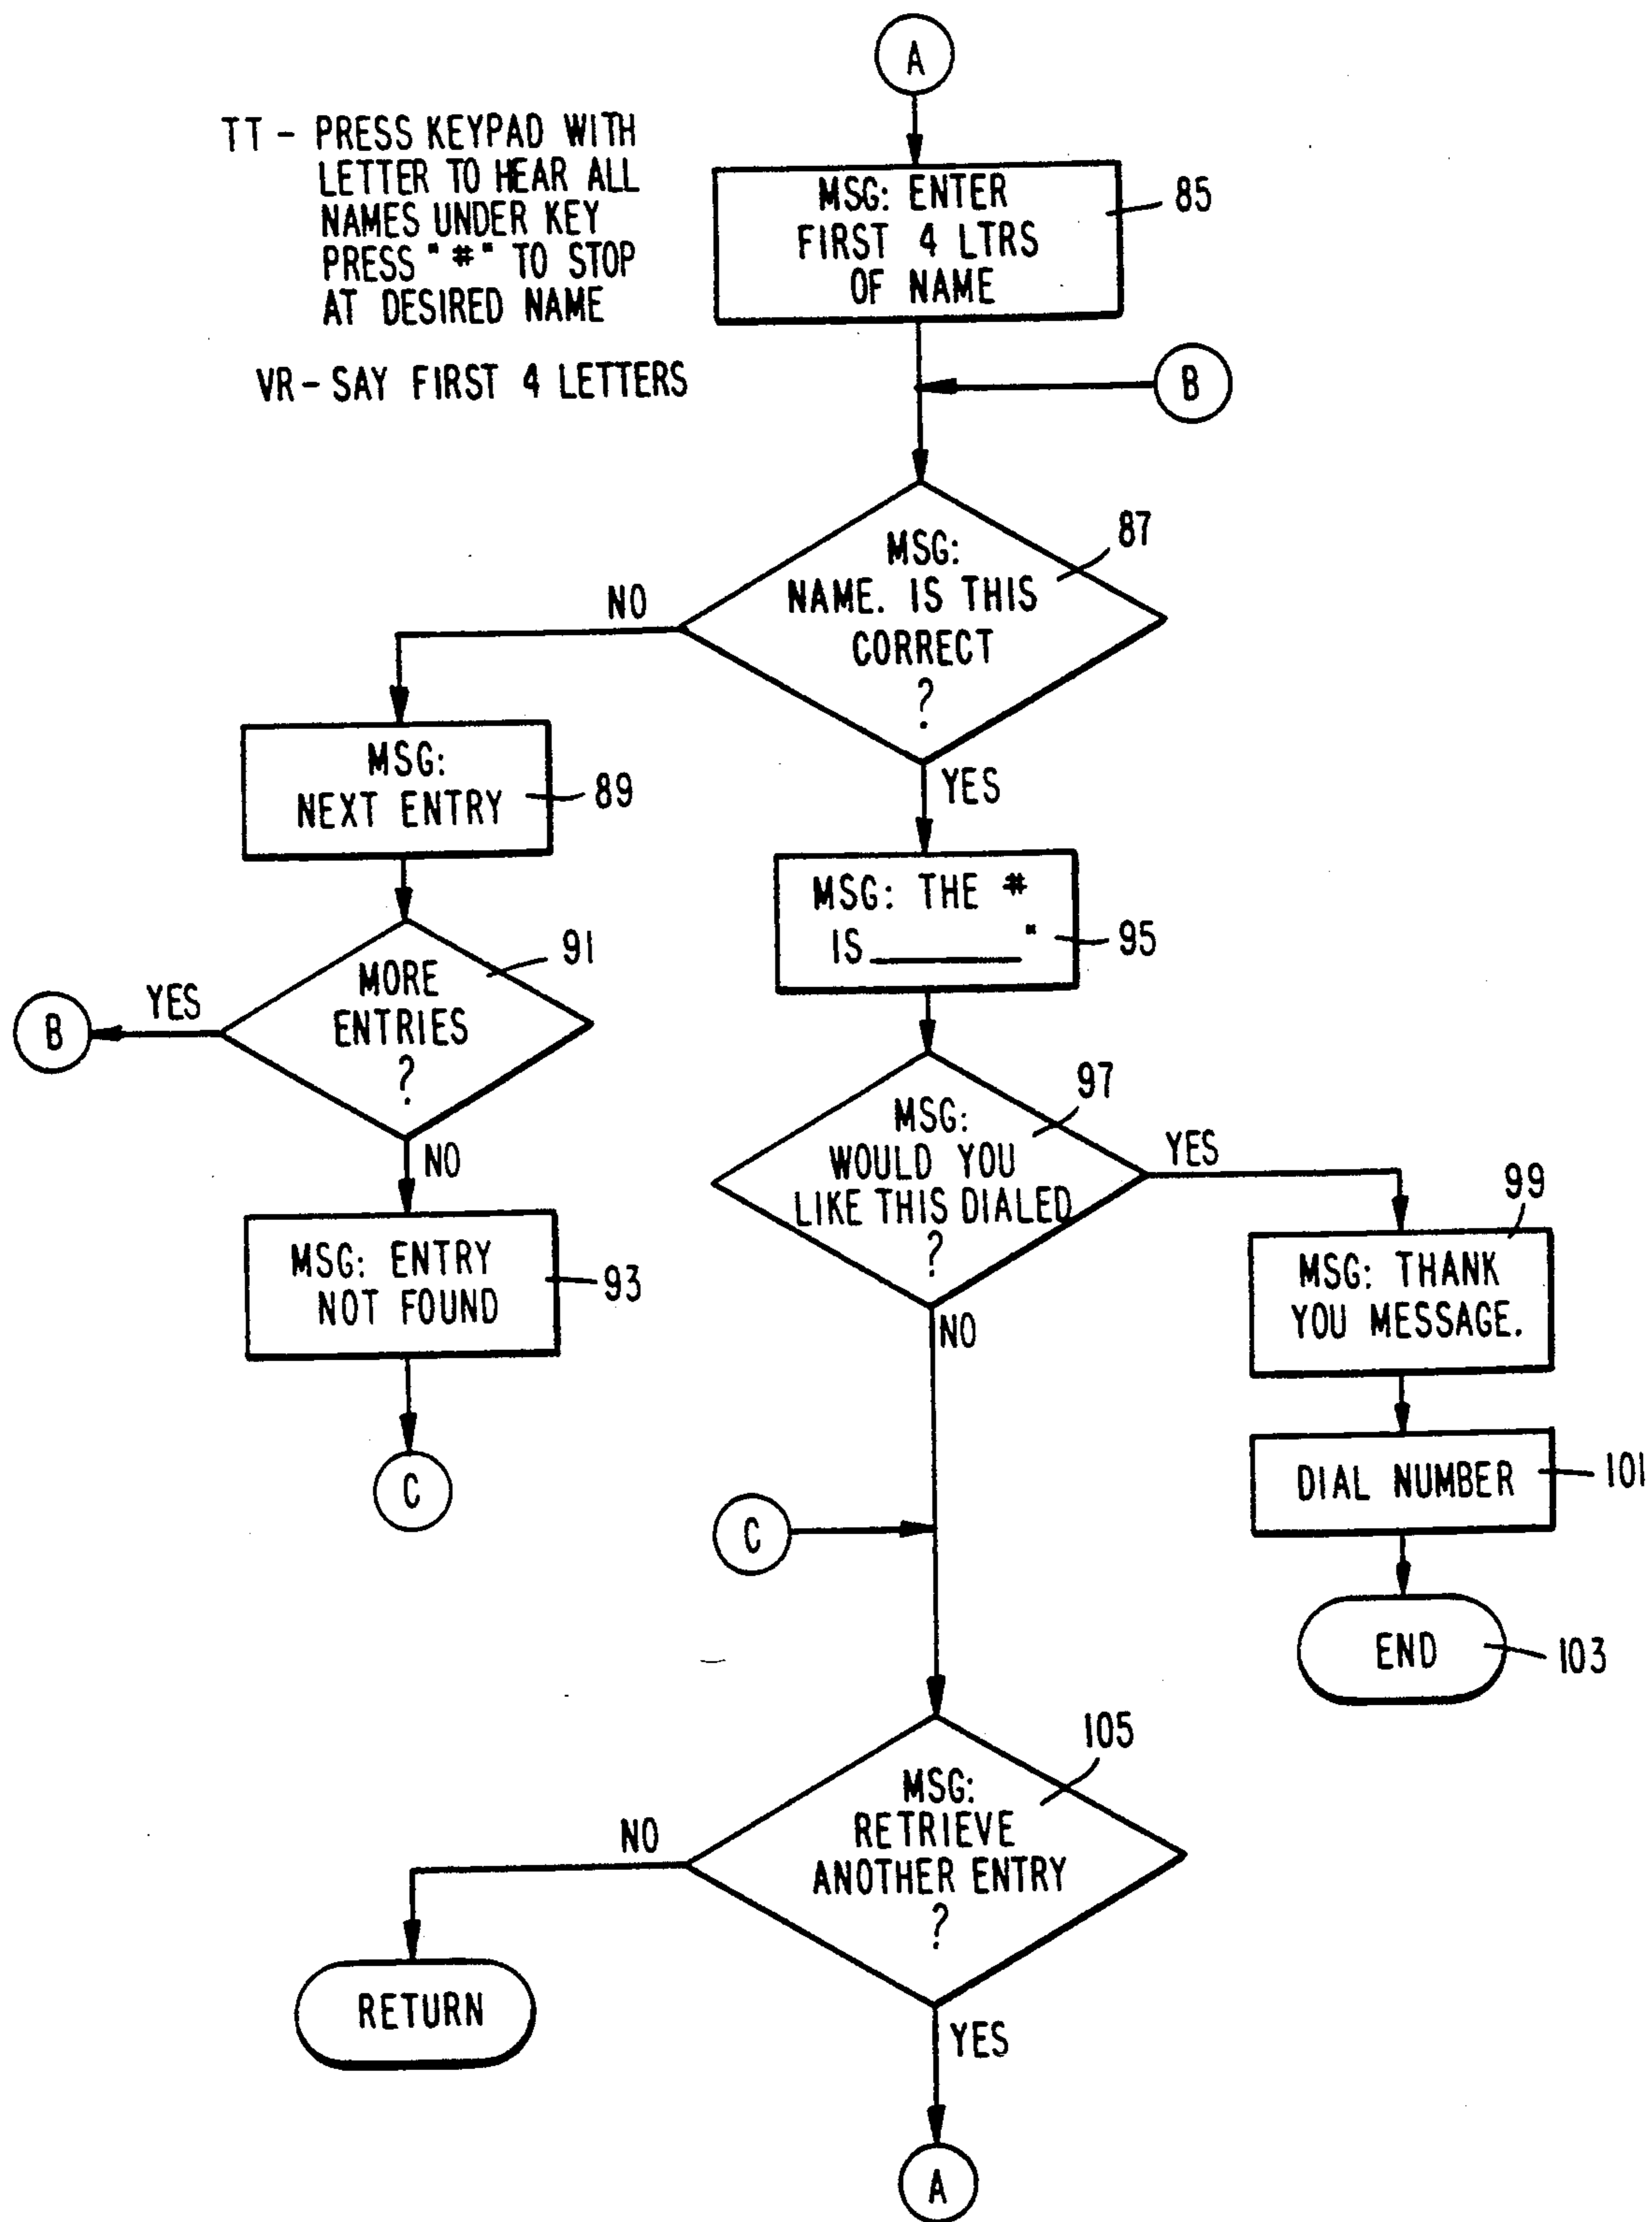 A
TT - PRESS KEYPAD WITH
LETTER TO HEAR ALL
NAMES UNDER KEY
PRESS "#" TO STOP
AT DESIRED NAME
VR - SAY FIRST 4 LETTERS
MSG: ENTER
FIRST 4 LTRS
OF NAME
85
B
MSG:
NAME. IS THIS
CORRECT
?
87
NO
YES
MSG:
NEXT ENTRY
89
MORE
ENTRIES
?
91
YES
B
NO
MSG: ENTRY
NOT FOUND
93
C
MSG: THE #
IS ________ "
95
MSG:
WOULD YOU
LIKE THIS DIALED
?
97
YES
NO
MSG: THANK
YOU MESSAGE.
99
DIAL NUMBER
101
END
103
C
MSG:
RETRIEVE
ANOTHER ENTRY
?
105
NO
RETURN
YES
A